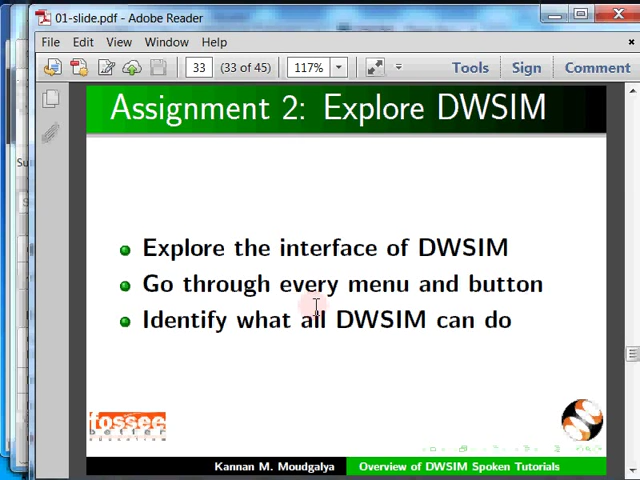 01-slide.pdf - Adobe Reader
File Edit View Window Help
33 (33 of 45) 117% Tools Sign Comment
Assignment 2: Explore DWSIM
Explore the interface of DWSIM
Go through every menu and button
Identify what all DWSIM can do
fossee
Kannan M. Moudgalya Overview of DWSIM Spoken Tutorials